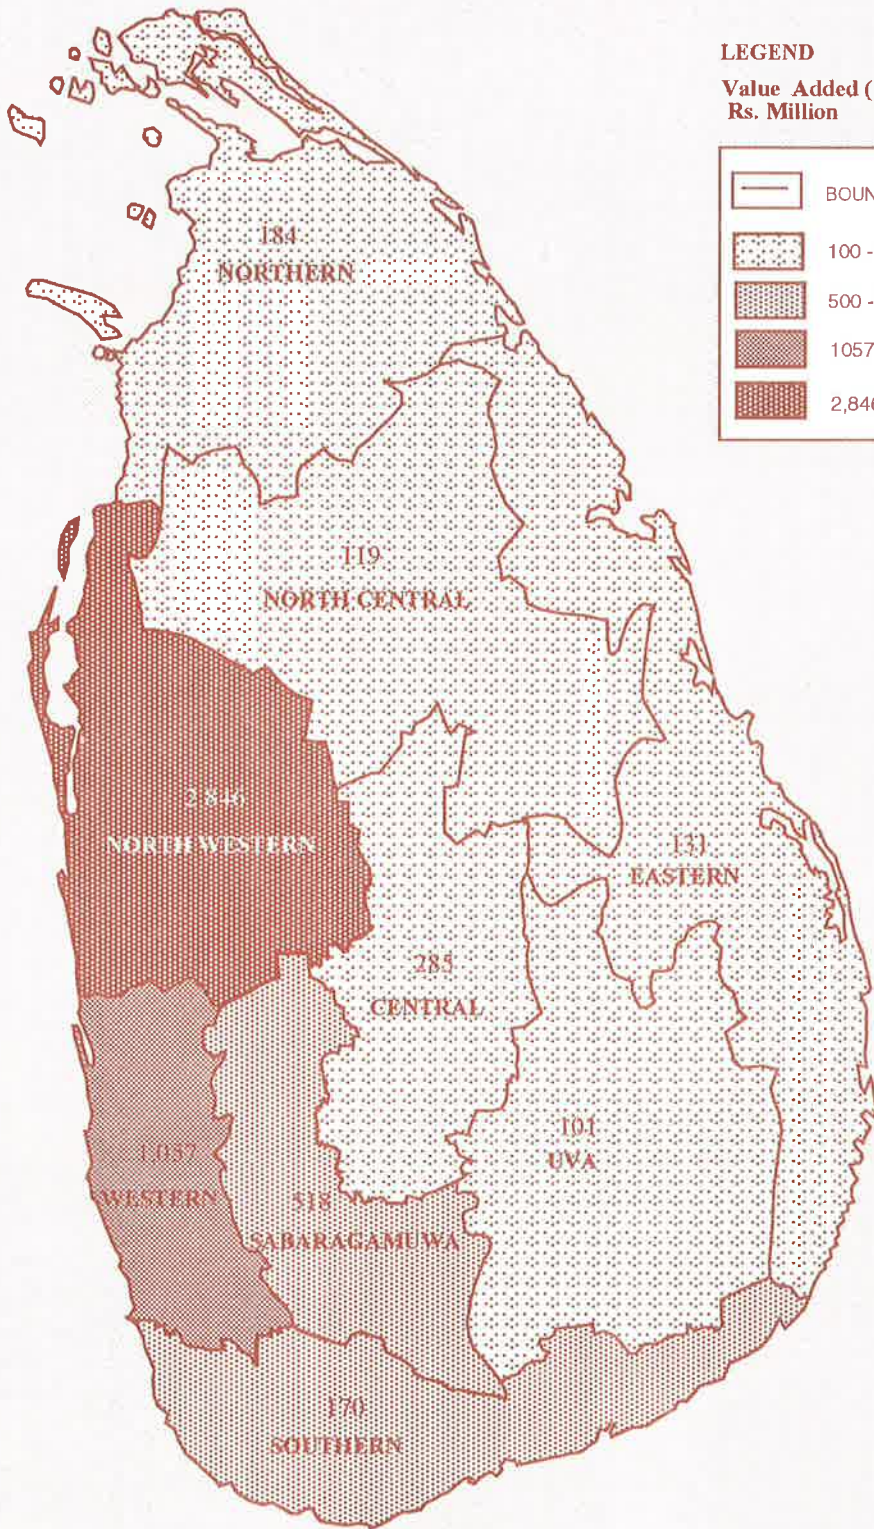 LEGEND
Value Added (
Rs. Million
BOUN
100 -
500 -
1057
2,846
184
NORTHERN
119
NORTH CENTRAL
2 846
NORTH WESTERN
131
EASTERN
285
CENTRAL
101
UVA
1 057
WESTERN
518
SABARAGAMUWA
170
SOUTHERN